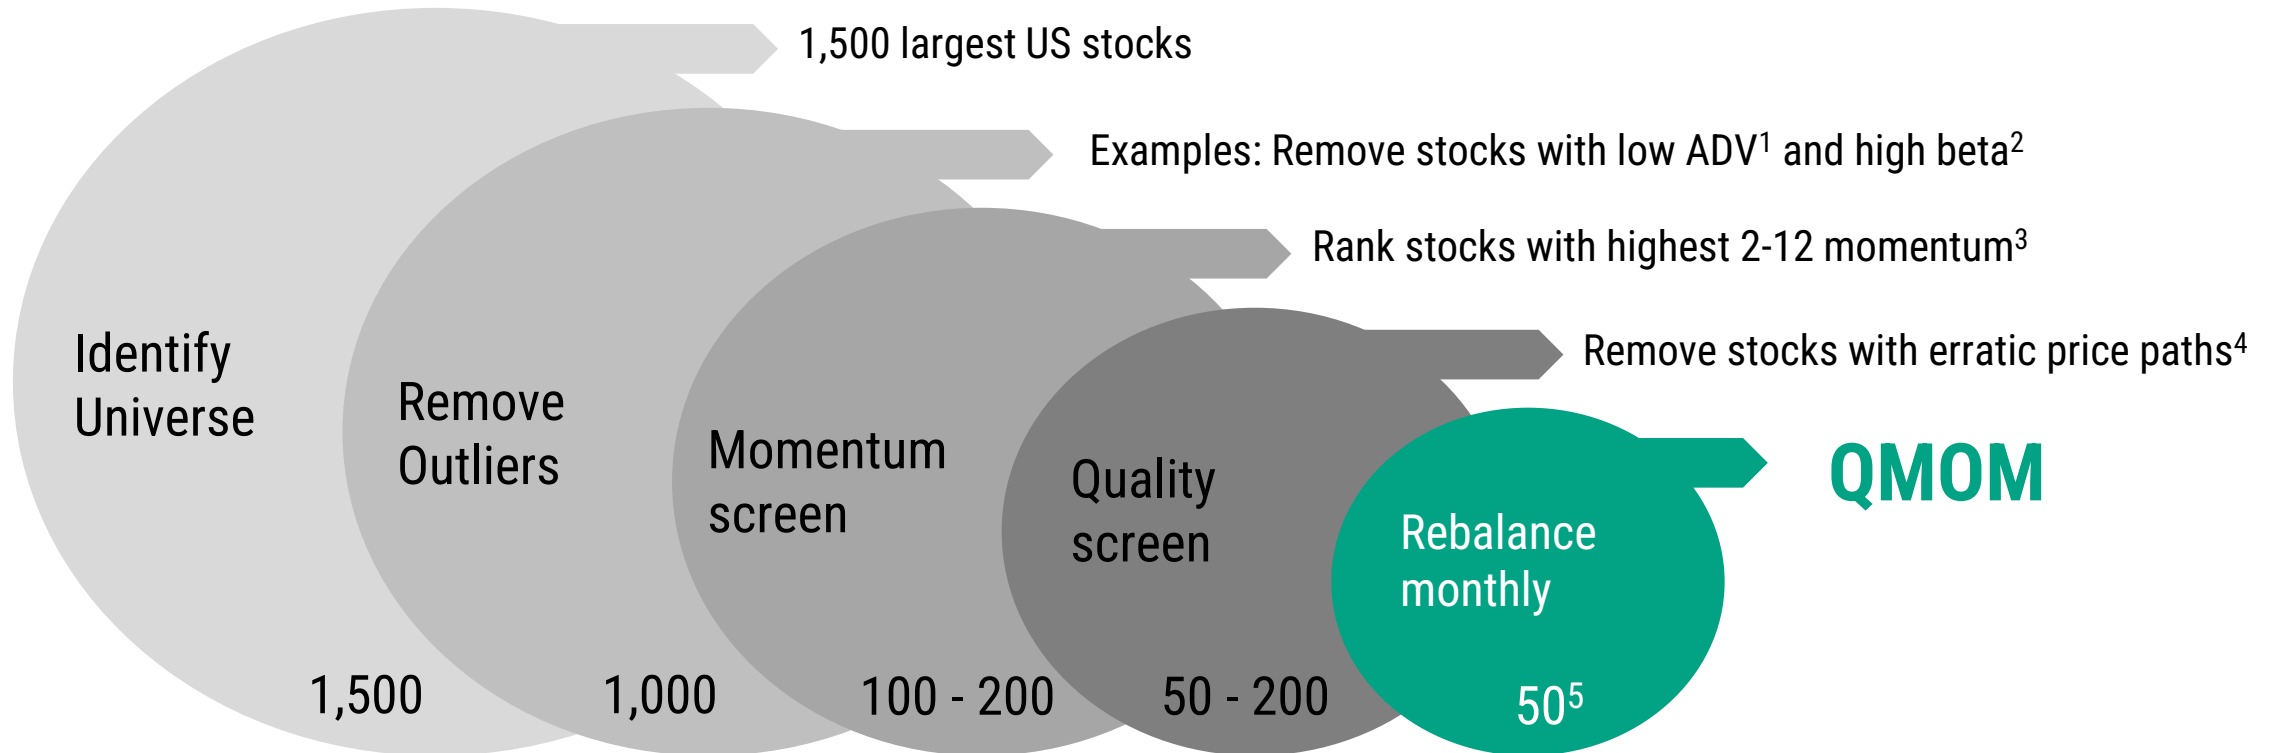 1,500 largest US stocks
Examples: Remove stocks with low ADV¹ and high beta²
Rank stocks with highest 2-12 momentum³
Remove stocks with erratic price paths⁴
Identify
Universe
Remove
Outliers
Momentum
screen
Quality
screen
QMOM
Rebalance
monthly
1,500
1,000
100 - 200
50 - 200
50⁵